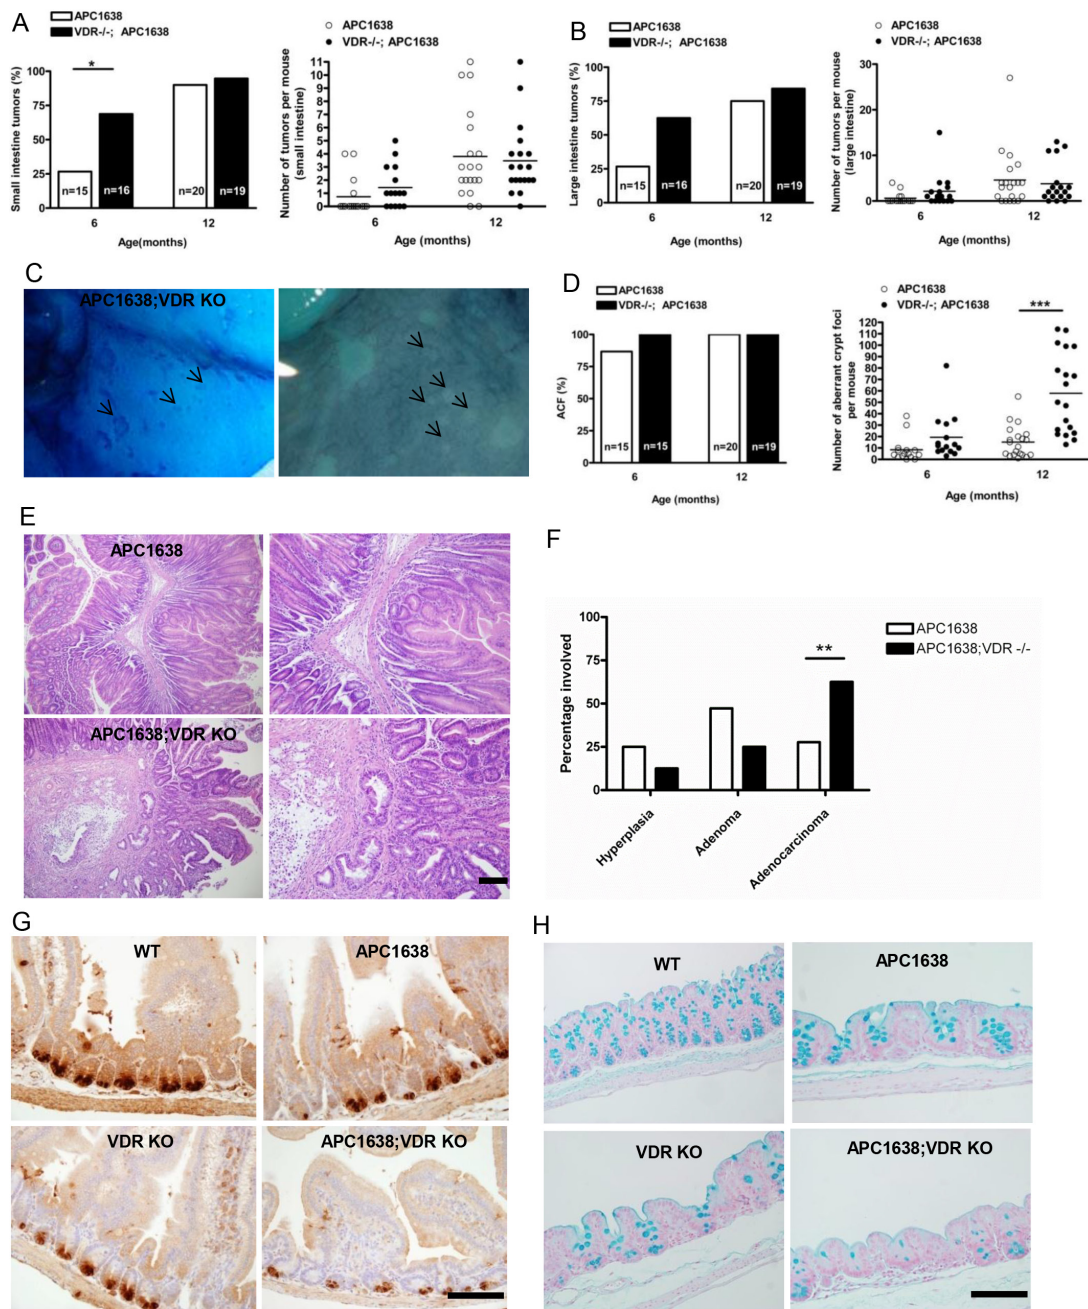 A
APC1638
VDR-/-; APC1638
Small intestine tumors (%)
100
75
50
25
0
*
n=15
n=16
n=20
n=19
6
12
Age(months)
APC1638
VDR-/-; APC1638
Number of tumors per mouse
(small intestine)
11
10
9
8
7
6
5
4
3
2
1
0
6
12
Age (months)
B
APC1638
VDR-/-; APC1638
Large intestine tumors (%)
100
75
50
25
0
n=15
n=16
n=20
n=19
6
12
Age (months)
APC1638
VDR-/-; APC1638
Number of tumors per mouse
(large intestine)
30
20
10
0
6
12
Age (months)
C
APC1638;VDR KO
D
APC1638
VDR-/-; APC1638
ACF (%)
100
75
50
25
0
n=15
n=15
n=20
n=19
6
12
Age (months)
APC1638
VDR-/-; APC1638
***
Number of aberrant crypt foci
per mouse
120
110
100
90
80
70
60
50
40
30
20
10
0
6
12
Age (months)
E
APC1638
APC1638;VDR KO
F
APC1638
APC1638;VDR -/-
Percentage involved
100
75
50
25
0
**
Hyperplasia
Adenoma
Adenocarcinoma
G
WT
APC1638
VDR KO
APC1638;VDR KO
H
WT
APC1638
VDR KO
APC1638;VDR KO